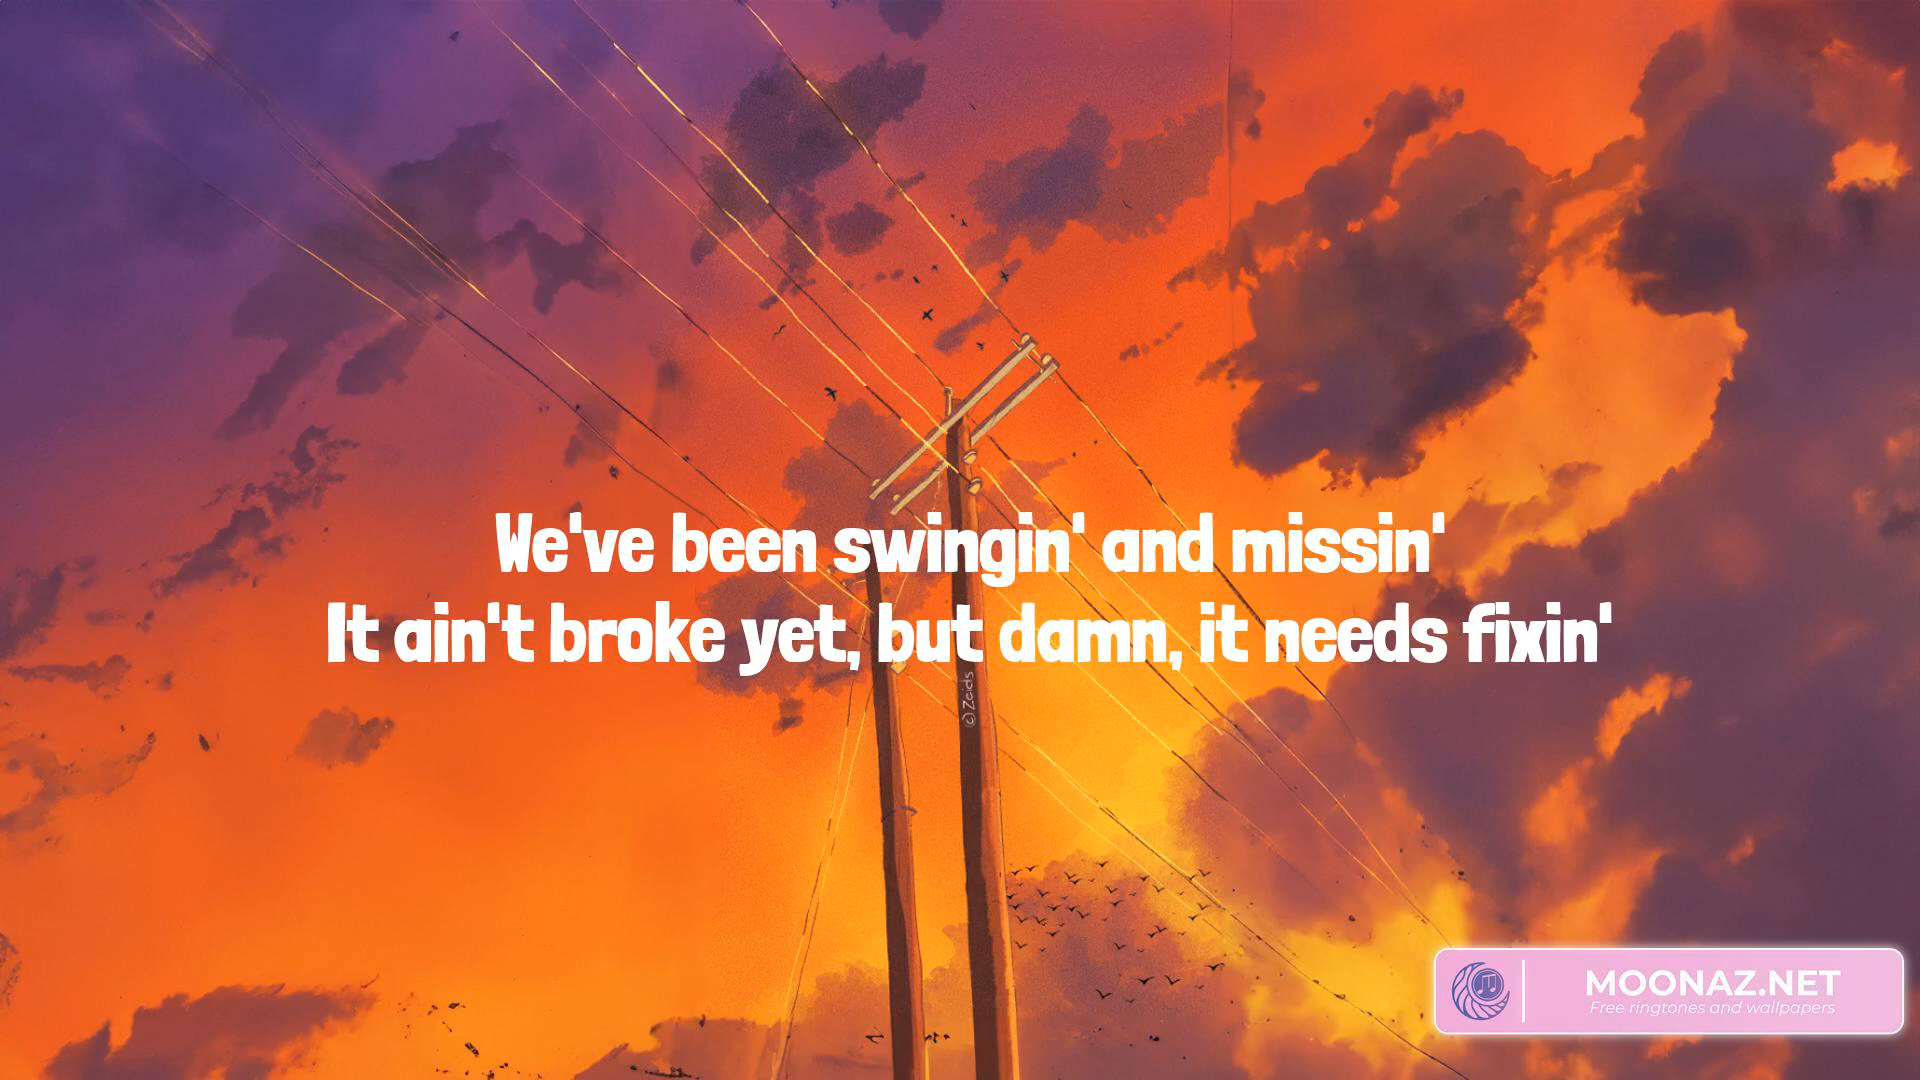 We've been swingin' and missin'
It ain't broke yet, but damn, it needs fixin'
(c) Zaids
MOONAZ.NET
Free ringtones and wallpapers